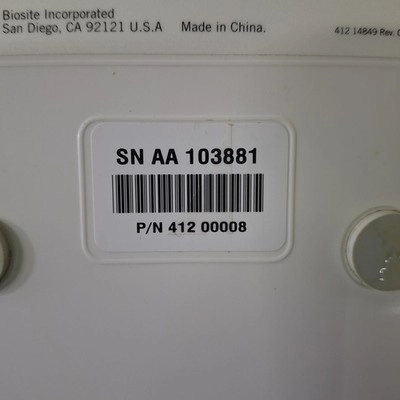 Biosite Incorporated
San Diego, CA 92121 U.S.A Made in China. 412 14849 Rev.
SN AA 103881
P/N 412 00008